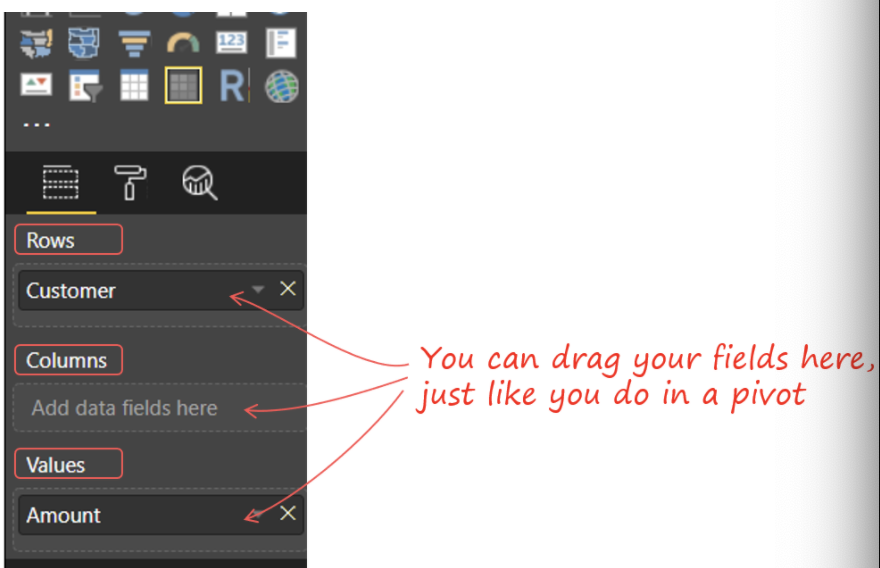 123
R
...
Rows
Customer
Columns
Add data fields here
Values
Amount
You can drag your fields here,
just like you do in a pivot